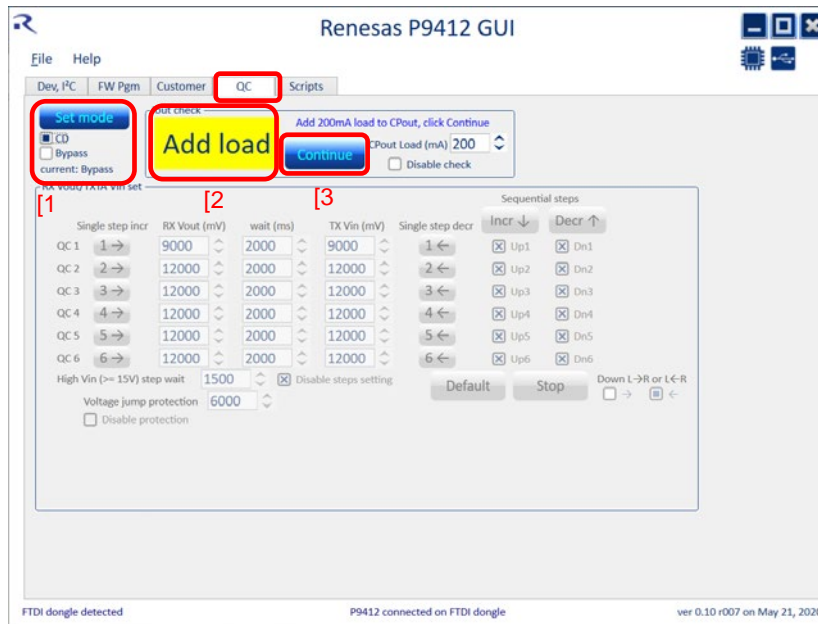 Renesas P9412 GUI
File Help
Dev, I²C FW Pgm Customer QC Scripts
Set mode
CD
Bypass
current: Bypass
[1
out check
Add load
[2]
Add 200mA load to CPout, click Continue
Continue
[3]
CPout Load (mA) 200
Disable check
RX Vout/TXTA Vin set
Sequential steps
Single step incr RX Vout (mV) wait (ms) TX Vin (mV) Single step decr Incr ↓ Decr ↑
QC 1 1 → 9000 2000 9000 1 ← Up1 Dn1
QC 2 2 → 12000 2000 12000 2 ← Up2 Dn2
QC 3 3 → 12000 2000 12000 3 ← Up3 Dn3
QC 4 4 → 12000 2000 12000 4 ← Up4 Dn4
QC 5 5 → 12000 2000 12000 5 ← Up5 Dn5
QC 6 6 → 12000 2000 12000 6 ← Up6 Dn6
High Vin (>= 15V) step wait 1500 Disable steps setting
Default Stop Down L→R or L←R
→ ←
Voltage jump protection 6000
Disable protection
FTDI dongle detected P9412 connected on FTDI dongle ver 0.10 r007 on May 21, 2020